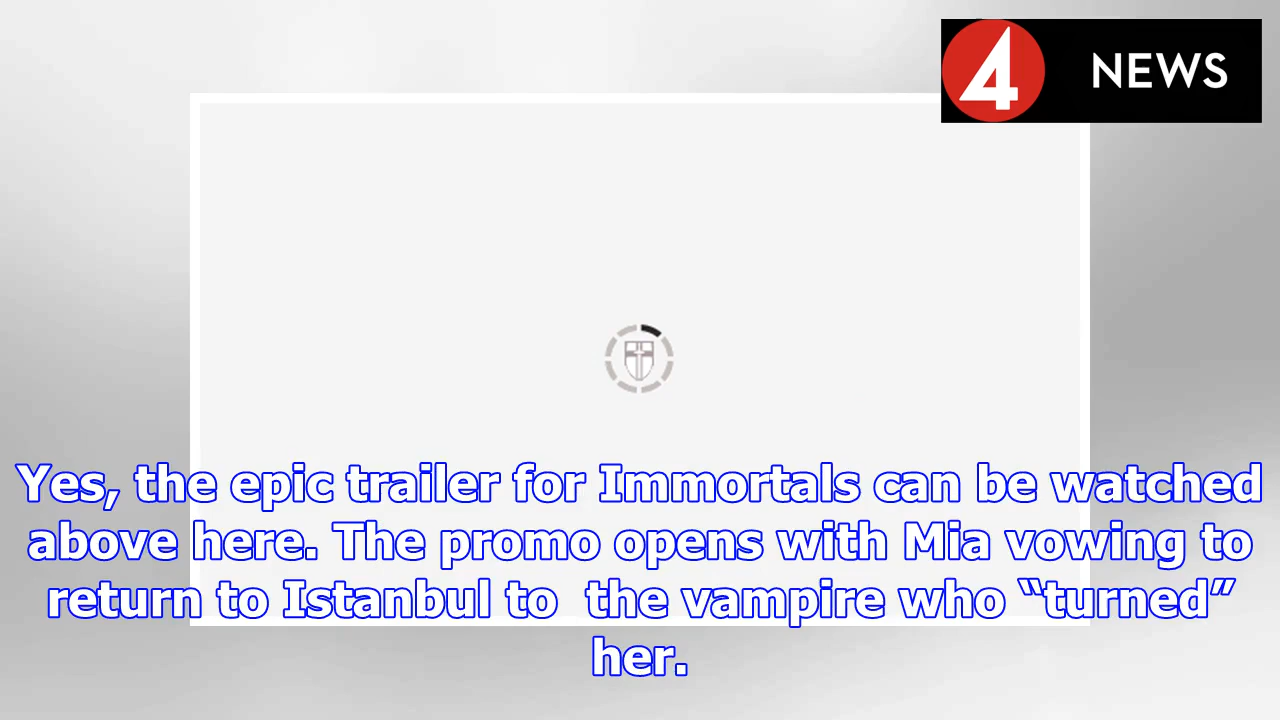 4 NEWS
Yes, the epic trailer for Immortals can be watched
above here. The promo opens with Mia vowing to
return to Istanbul to  the vampire who “turned”
her.